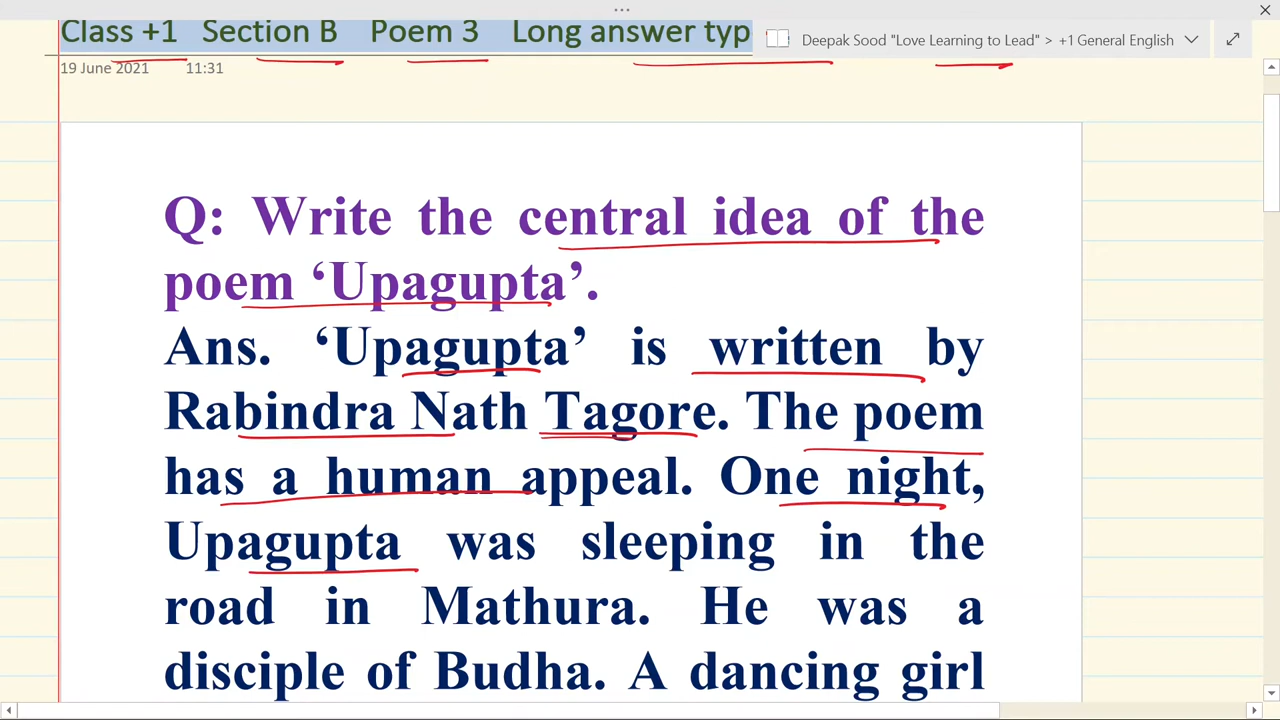 Class +1 Section B Poem 3 Long answer typ
Deepak Sood "Love Learning to Lead" > +1 General English
19 June 2021 11:31
Q: Write the central idea of the
poem ‘Upagupta’.
Ans. ‘Upagupta’ is written by
Rabindra Nath Tagore. The poem
has a human appeal. One night,
Upagupta was sleeping in the
road in Mathura. He was a
disciple of Budha. A dancing girl